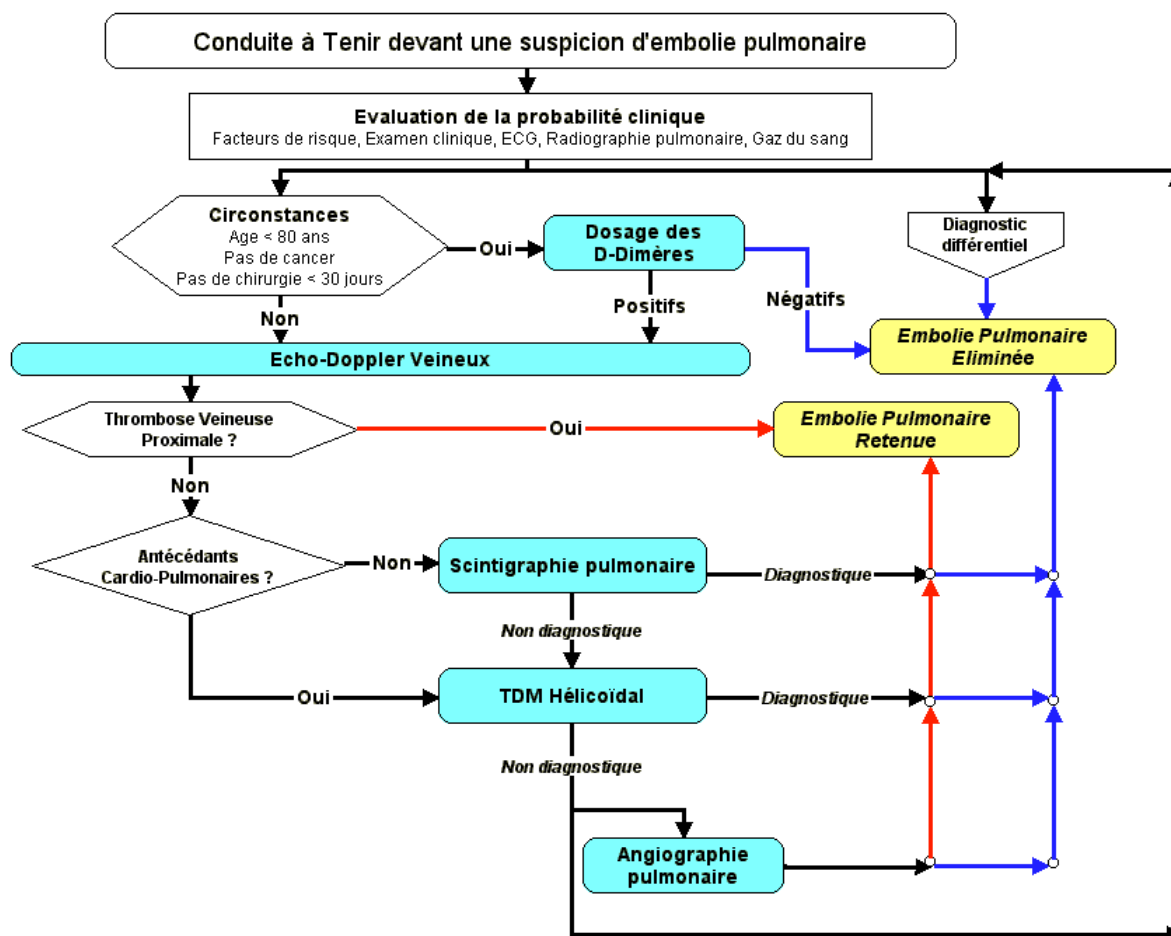 Conduite à Tenir devant une suspicion d'embolie pulmonaire
Evaluation de la probabilité clinique
Facteurs de risque, Examen clinique, ECG, Radiographie pulmonaire, Gaz du sang
Circonstances
Age < 80 ans
Pas de cancer
Pas de chirurgie < 30 jours
Oui
Dosage des
D-Dimères
Diagnostic
différentiel
Non
Positifs
Négatifs
Embolie Pulmonaire
Eliminée
Echo-Doppler Veineux
Thrombose Veineuse
Proximale ?
Oui
Embolie Pulmonaire
Retenue
Non
Antécédants
Cardio-Pulmonaires ?
Non
Scintigraphie pulmonaire
Diagnostique
Non diagnostique
Oui
TDM Hélicoïdal
Diagnostique
Non diagnostique
Angiographie
pulmonaire